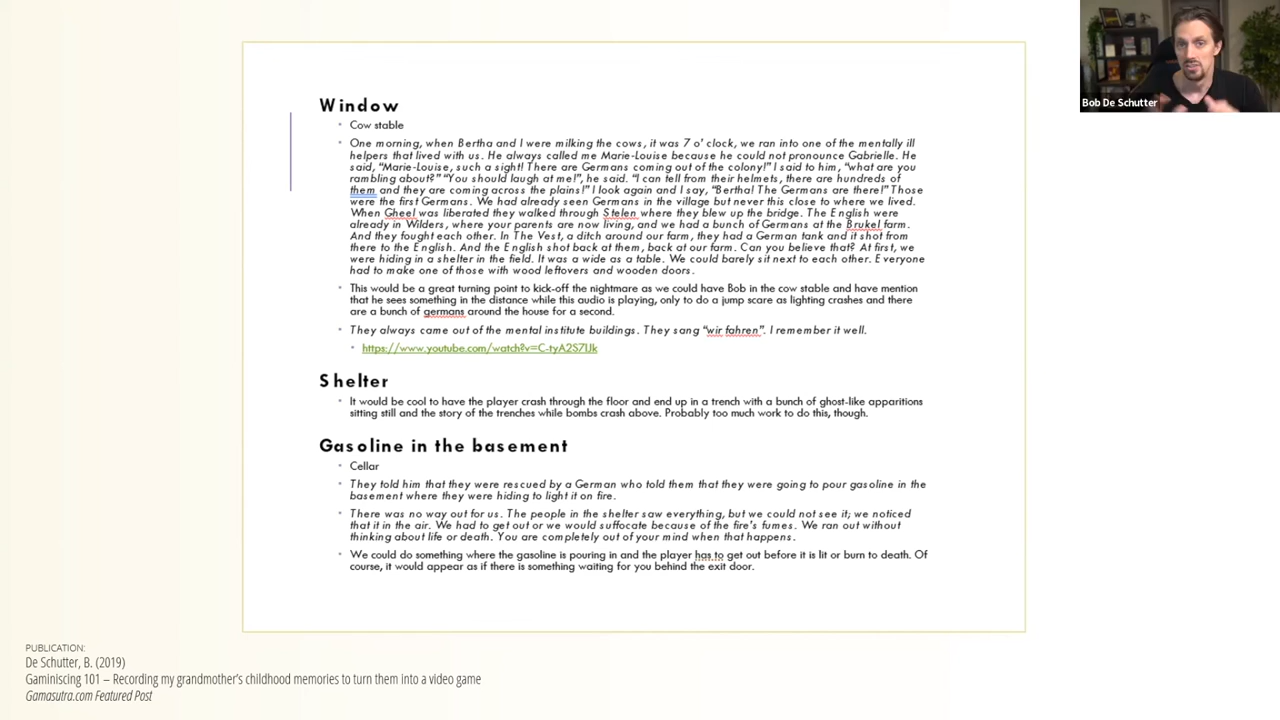 Bob De Schutter
Window
Cow stable
One morning, when Bertha and I were milking the cows, it was 7 o' clock, we ran into one of the mentally ill
helpers that lived with us. He always called me Marie-Louise because he could not pronounce Gabrielle. He
said, “Marie-Louise, such a sight! There are Germans coming out of the colony!” I said to him, “what are you
rambling about?” “You should laugh at me!”, he said. “I can tell from their helmets, there are hundreds of
them and they are coming across the plains!” I look again and I say, “Bertha! The Germans are there!” Those
were the first Germans. We had already seen Germans in the village but never this close to where we lived.
When Gheel was liberated they walked through Stelen where they blew up the bridge. The English were
already in Wilders, where your parents are now living, and we had a bunch of Germans at the Brukel farm.
And they fought each other. In The Vest, a ditch around our farm, they had a German tank and it shot from
there to the English. And the English shot back at them, back at our farm. Can you believe that? At first, we
were hiding in a shelter in the field. It was a wide as a table. We could barely sit next to each other. Everyone
had to make one of those with wood leftovers and wooden doors.
This would be a great turning point to kick-off the nightmare as we could have Bob in the cow stable and have mention
that he sees something in the distance while this audio is playing, only to do a jump scare as lighting crashes and there
are a bunch of germans around the house for a second.
They always came out of the mental institute buildings. They sang “wir fahren”. I remember it well.
https://www.youtube.com/watch?v=C-tyA2S7IJk
Shelter
It would be cool to have the player crash through the floor and end up in a trench with a bunch of ghost-like apparitions
sitting still and the story of the trenches while bombs crash above. Probably too much work to do this, though.
Gasoline in the basement
Cellar
They told him that they were rescued by a German who told them that they were going to pour gasoline in the
basement where they were hiding to light it on fire.
There was no way out for us. The people in the shelter saw everything, but we could not see it; we noticed
that it in the air. We had to get out or we would suffocate because of the fire's fumes. We ran out without
thinking about life or death. You are completely out of your mind when that happens.
We could do something where the gasoline is pouring in and the player has to get out before it is lit or burn to death. Of
course, it would appear as if there is something waiting for you behind the exit door.
PUBLICATION:
De Schutter, B. (2019)
Gaminiscing 101 – Recording my grandmother's childhood memories to turn them into a video game
Gamasutra.com Featured Post